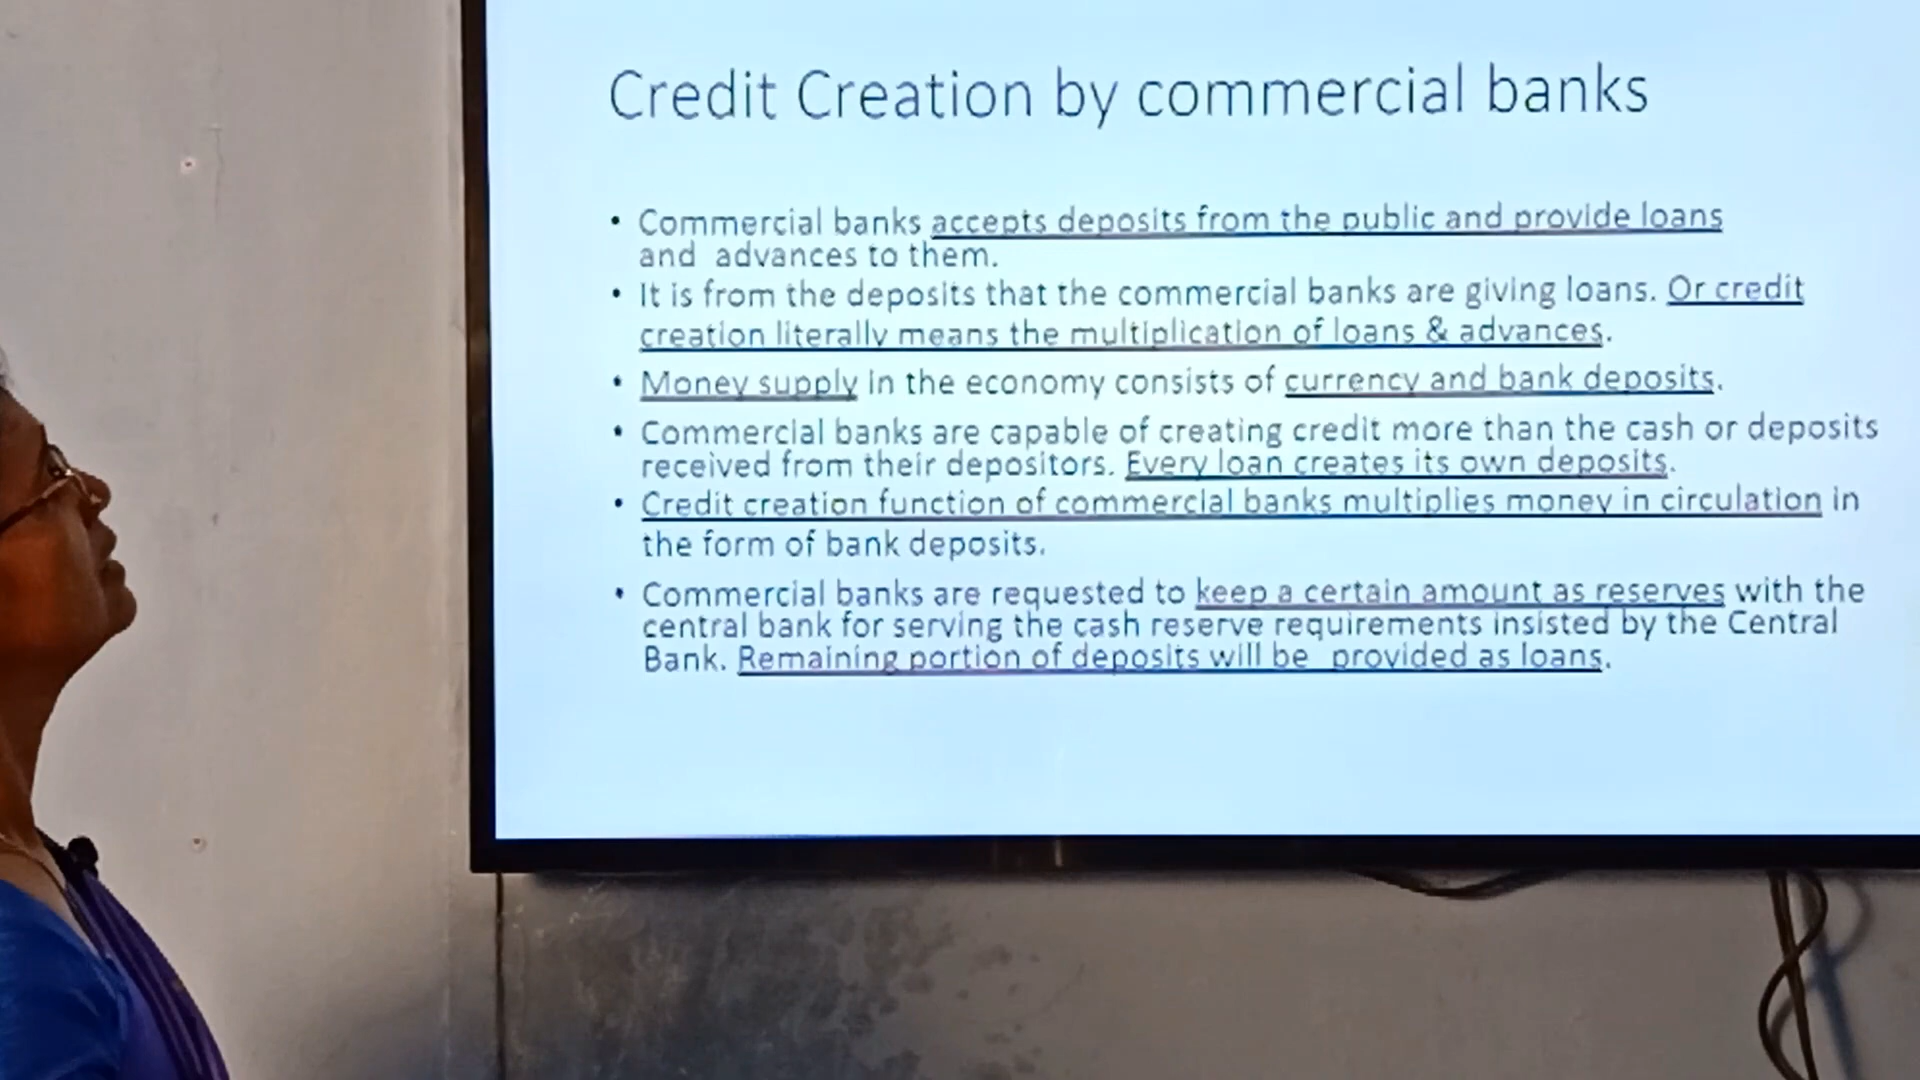 Credit Creation by commercial banks
• Commercial banks accepts deposits from the public and provide loans
and advances to them.
• It is from the deposits that the commercial banks are giving loans. Or credit
creation literally means the multiplication of loans & advances.
• Money supply in the economy consists of currency and bank deposits.
• Commercial banks are capable of creating credit more than the cash or deposits
received from their depositors. Every loan creates its own deposits.
• Credit creation function of commercial banks multiplies money in circulation in
the form of bank deposits.
• Commercial banks are requested to keep a certain amount as reserves with the
central bank for serving the cash reserve requirements insisted by the Central
Bank. Remaining portion of deposits will be provided as loans.